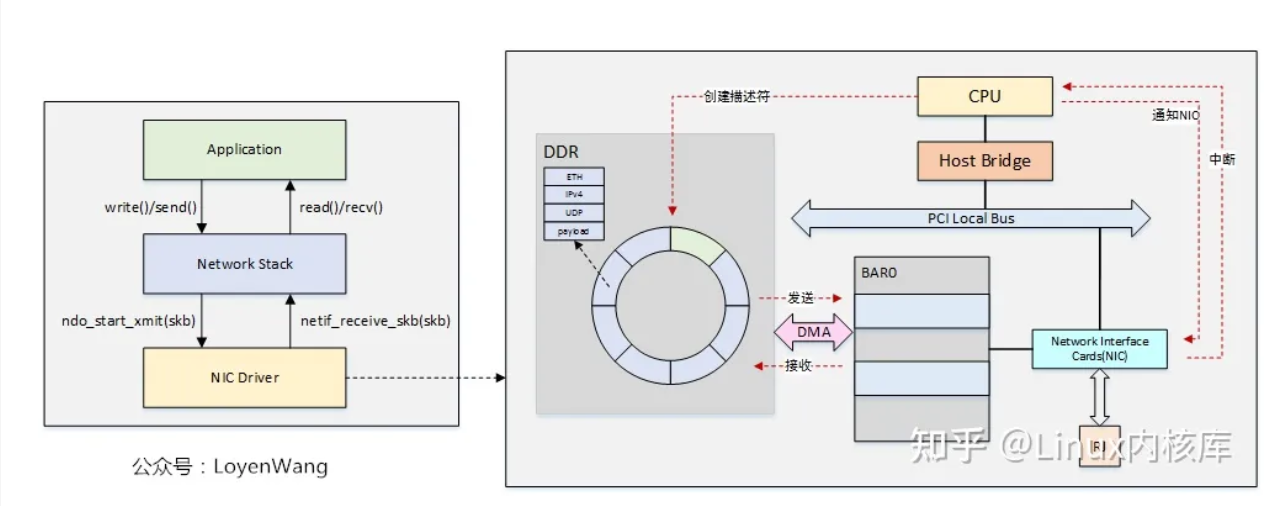 Application
write()/send()
read()/recv()
Network Stack
ndo_start_xmit(skb)
netif_receive_skb(skb)
NIC Driver
公众号：LoyenWang
创建描述符
CPU
通知NIC
中断
Host Bridge
PCI Local Bus
DDR
ETH
IPv4
UDP
payload
发送
DMA
接收
BAR0
Network Interface
Cards(NIC)
RJ
知乎 @Linux内核库